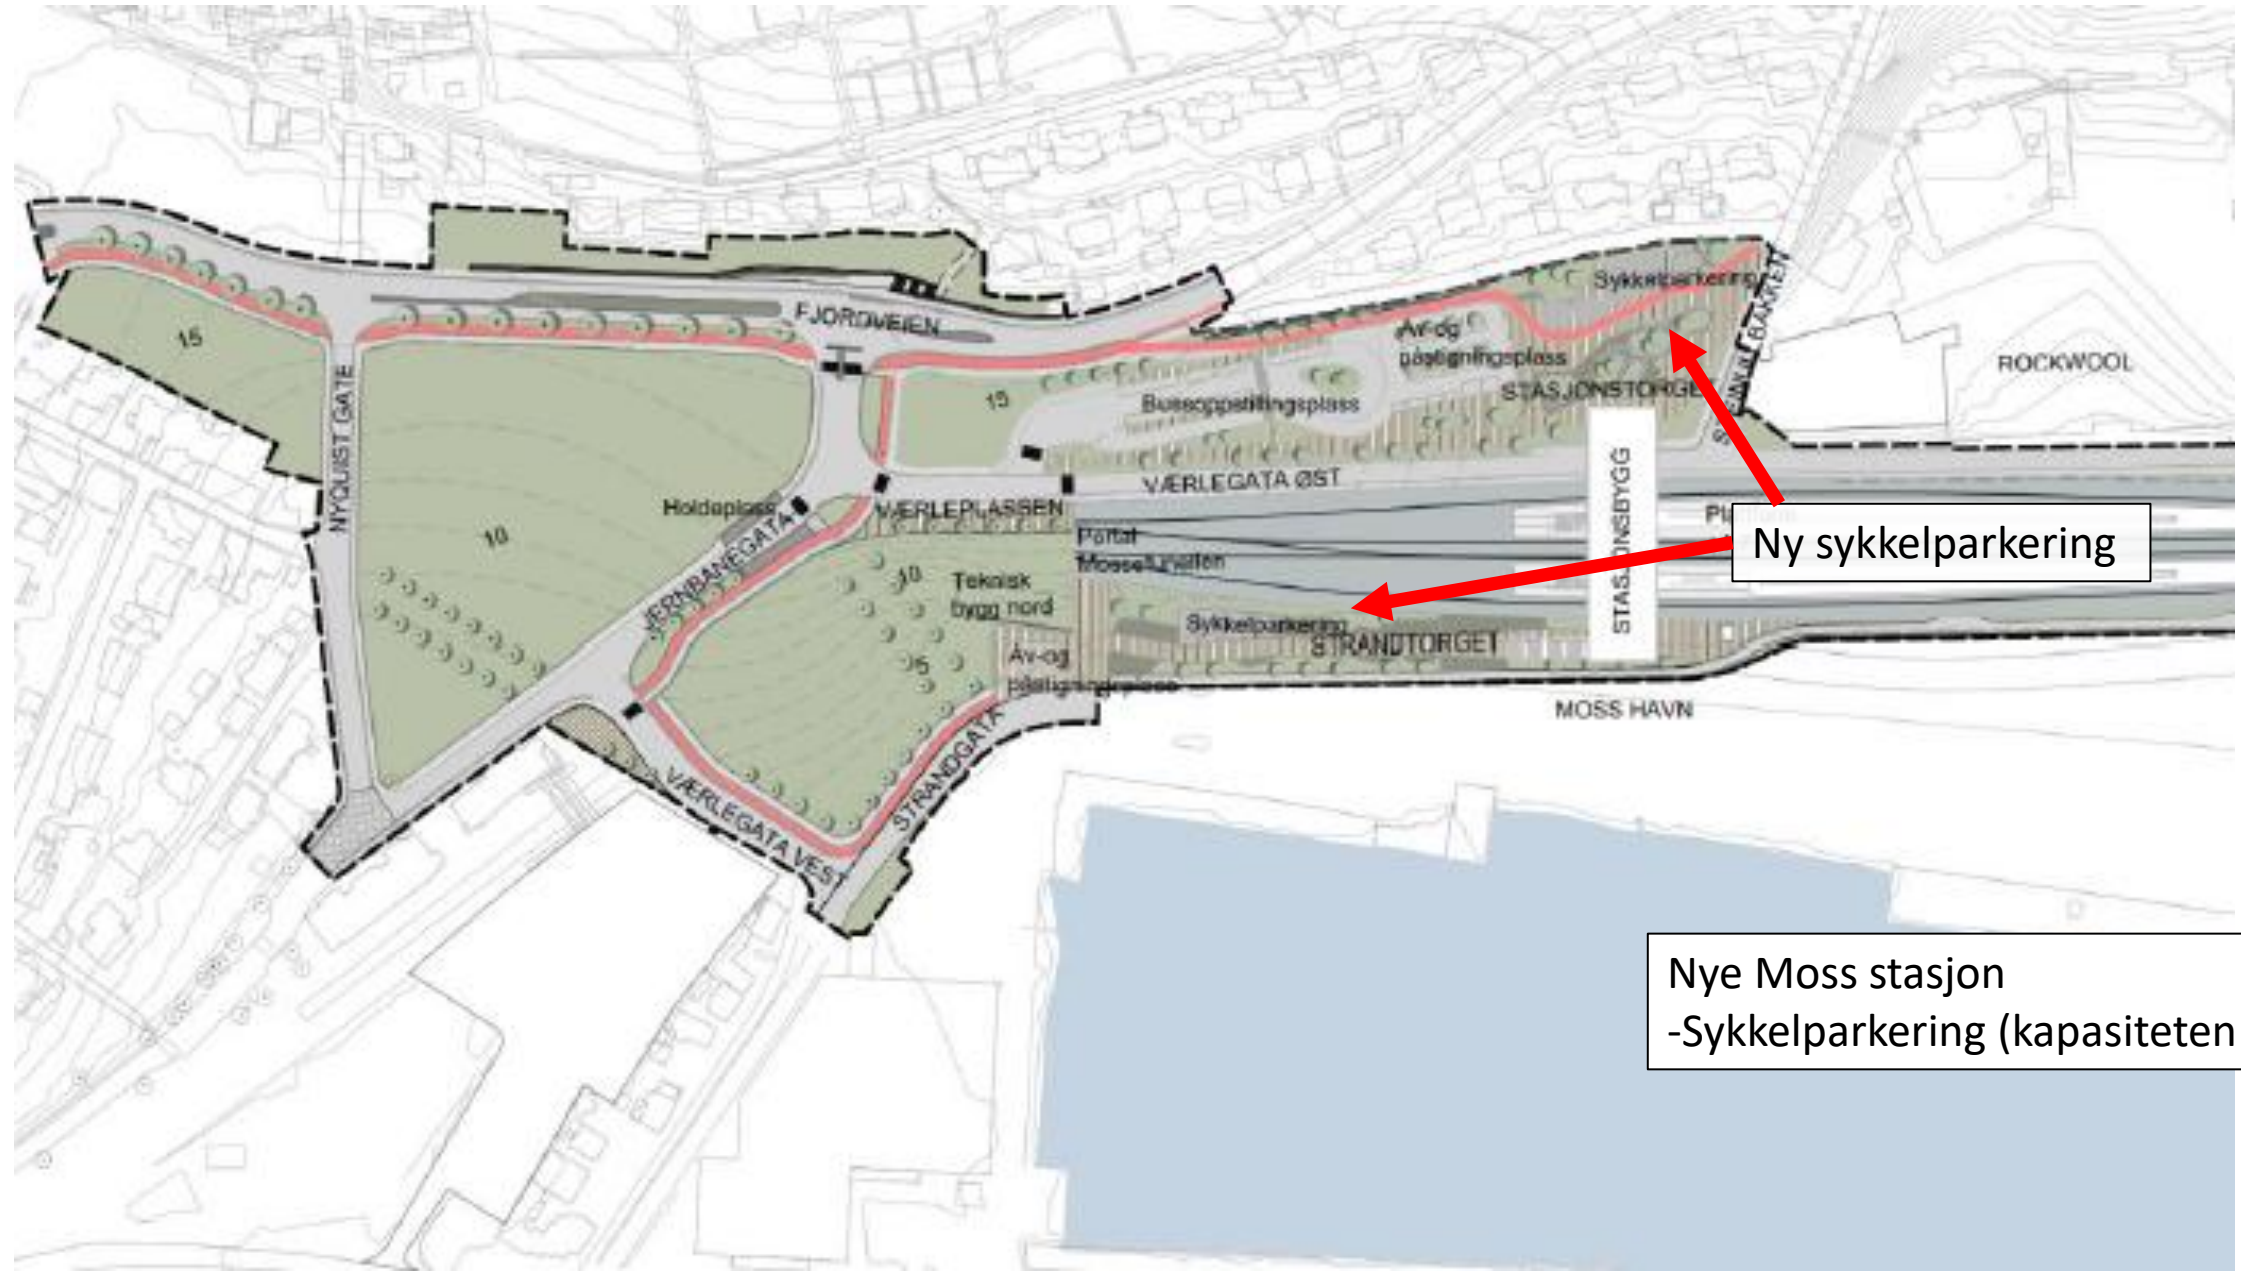 Sykkelparkering
FJORDVEIEN
Av-og
påstigningsplass
15
ROCKWOOL
STASJONSTORGE
15
Bussoppstillingsplass
NYQUIST GATE
STASJONSBYGG
VÆRLEGATA ØST
Holdeplass
VÆRLEPLASSEN
10
JERNBANEGATA
Portal
Mossetunnelen
Ny sykkelparkering
10
Teknisk
bygg nord
Sykkelparkering
STRANDTORGET
Av-og
påstigningsplass
5
MOSS HAVN
STRANDGATA
VÆRLEGATA VEST
Nye Moss stasjon
-Sykkelparkering (kapasiteten